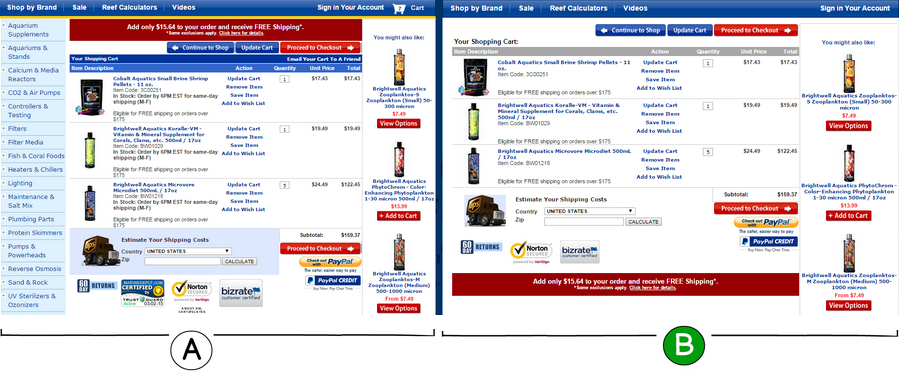 Shop by Brand Sale Reef Calculators Videos Sign in Your Account 7 Cart
Aquarium Supplements
Aquariums & Stands
Calcium & Media Reactors
CO2 & Air Pumps
Controllers & Testing
Filters
Filter Media
Fish & Coral Foods
Heaters & Chillers
Lighting
Maintenance & Salt Mix
Plumbing Parts
Protein Skimmers
Pumps & Powerheads
Reverse Osmosis
Sand & Rock
UV Sterilizers & Ozonizers
Add only $15.64 to your order and receive FREE Shipping*.
*Some exclusions apply. Click here for details.
Continue to Shop Update Cart Proceed to Checkout
Your Shopping Cart Email Your Cart To A Friend
Item Description Action Quantity Unit Price Total
Cobalt Aquatics Small Brine Shrimp
Pellets - 11 oz.
Item Code: 3C00251
In Stock: Order by 6PM EST for same-day
shipping (M-F)
Eligible for FREE shipping on orders over
$175
Update Cart
Remove Item
Save Item
Add to Wish List
1 $17.43 $17.43
Brightwell Aquatics Koralle-VM -
Vitamin & Mineral Supplement for
Corals, Clams, etc. 500ml / 17oz
Item Code: BW01029
In Stock: Order by 6PM EST for same-day
shipping (M-F)
Eligible for FREE shipping on orders over
$175
Update Cart
Remove Item
Save Item
Add to Wish List
1 $19.49 $19.49
Brightwell Aquatics Microvore
Microdiet 500mL / 17oz
Item Code: BW01218
In Stock: Order by 6PM EST for same-day
shipping (M-F)
Eligible for FREE shipping on orders over
$175
Update Cart
Remove Item
Save Item
Add to Wish List
5 $24.49 $122.45
Estimate Your Shipping Costs
Country UNITED STATES
Zip CALCULATE
Subtotal: $159.37
Proceed to Checkout
Check out with PayPal
The safer, easier way to pay
PayPal CREDIT
Buy Now. Pay Over Time.
60 DAY RETURNS
MARINEDEPOT.COM
CERTIFIED
TRUST GUARD
Norton
SECURED
powered by VeriSign
ABOUT SSL CERTIFICATES
bizrate
customer certified
You might also like:
Brightwell Aquatics
Zooplankton-S
Zooplankton (Small) 50-
300 micron
$7.49
View Options
Brightwell Aquatics
PhytoChrom - Color-
Enhancing Phytoplankton
1-30 micron 500ml / 17oz
$13.99
+ Add to Cart
Brightwell Aquatics
Zooplankton-M
Zooplankton (Medium)
500-1000 micron
From $7.49
View Options
A
Shop by Brand Sale Reef Calculators Videos Sign in Your Account
Continue to Shop Update Cart Proceed to Checkout
Your Shopping Cart:
Item Description Action Quantity Unit Price Total
Cobalt Aquatics Small Brine Shrimp Pellets - 11
oz.
Item Code: 3C00251
Eligible for FREE shipping on orders over $175
Update Cart
Remove Item
Save Item
Add to Wish List
1 $17.43 $17.43
Brightwell Aquatics Koralle-VM - Vitamin &
Mineral Supplement for Corals, Clams, etc.
500ml / 17oz
Item Code: BW01029
Eligible for FREE shipping on orders over $175
Update Cart
Remove Item
Save Item
Add to Wish List
1 $19.49 $19.49
Brightwell Aquatics Microvore Microdiet 500mL
/ 17oz
Item Code: BW01218
Eligible for FREE shipping on orders over $175
Update Cart
Remove Item
Save Item
Add to Wish List
5 $24.49 $122.45
Estimate Your Shipping Costs
Country UNITED STATES
Zip CALCULATE
Subtotal: $159.37
Proceed to Checkout
Check out with PayPal
The safer, easier way to pay
PayPal CREDIT
Buy Now. Pay Over Time.
60 DAY RETURNS
Norton
SECURED
powered by VeriSign
bizrate
customer certified
Add only $15.64 to your order and receive FREE Shipping*.
*Some exclusions apply. Click here for details.
You might also like:
Brightwell Aquatics Zooplankton-
S Zooplankton (Small) 50-300
micron
$7.49
View Options
Brightwell Aquatics PhytoChrom -
Color-Enhancing Phytoplankton
1-30 micron 500ml / 17oz
$13.99
+ Add to Cart
Brightwell Aquatics Zooplankton-
M Zooplankton (Medium) 500-
1000 micron
From $7.49
View Options
B